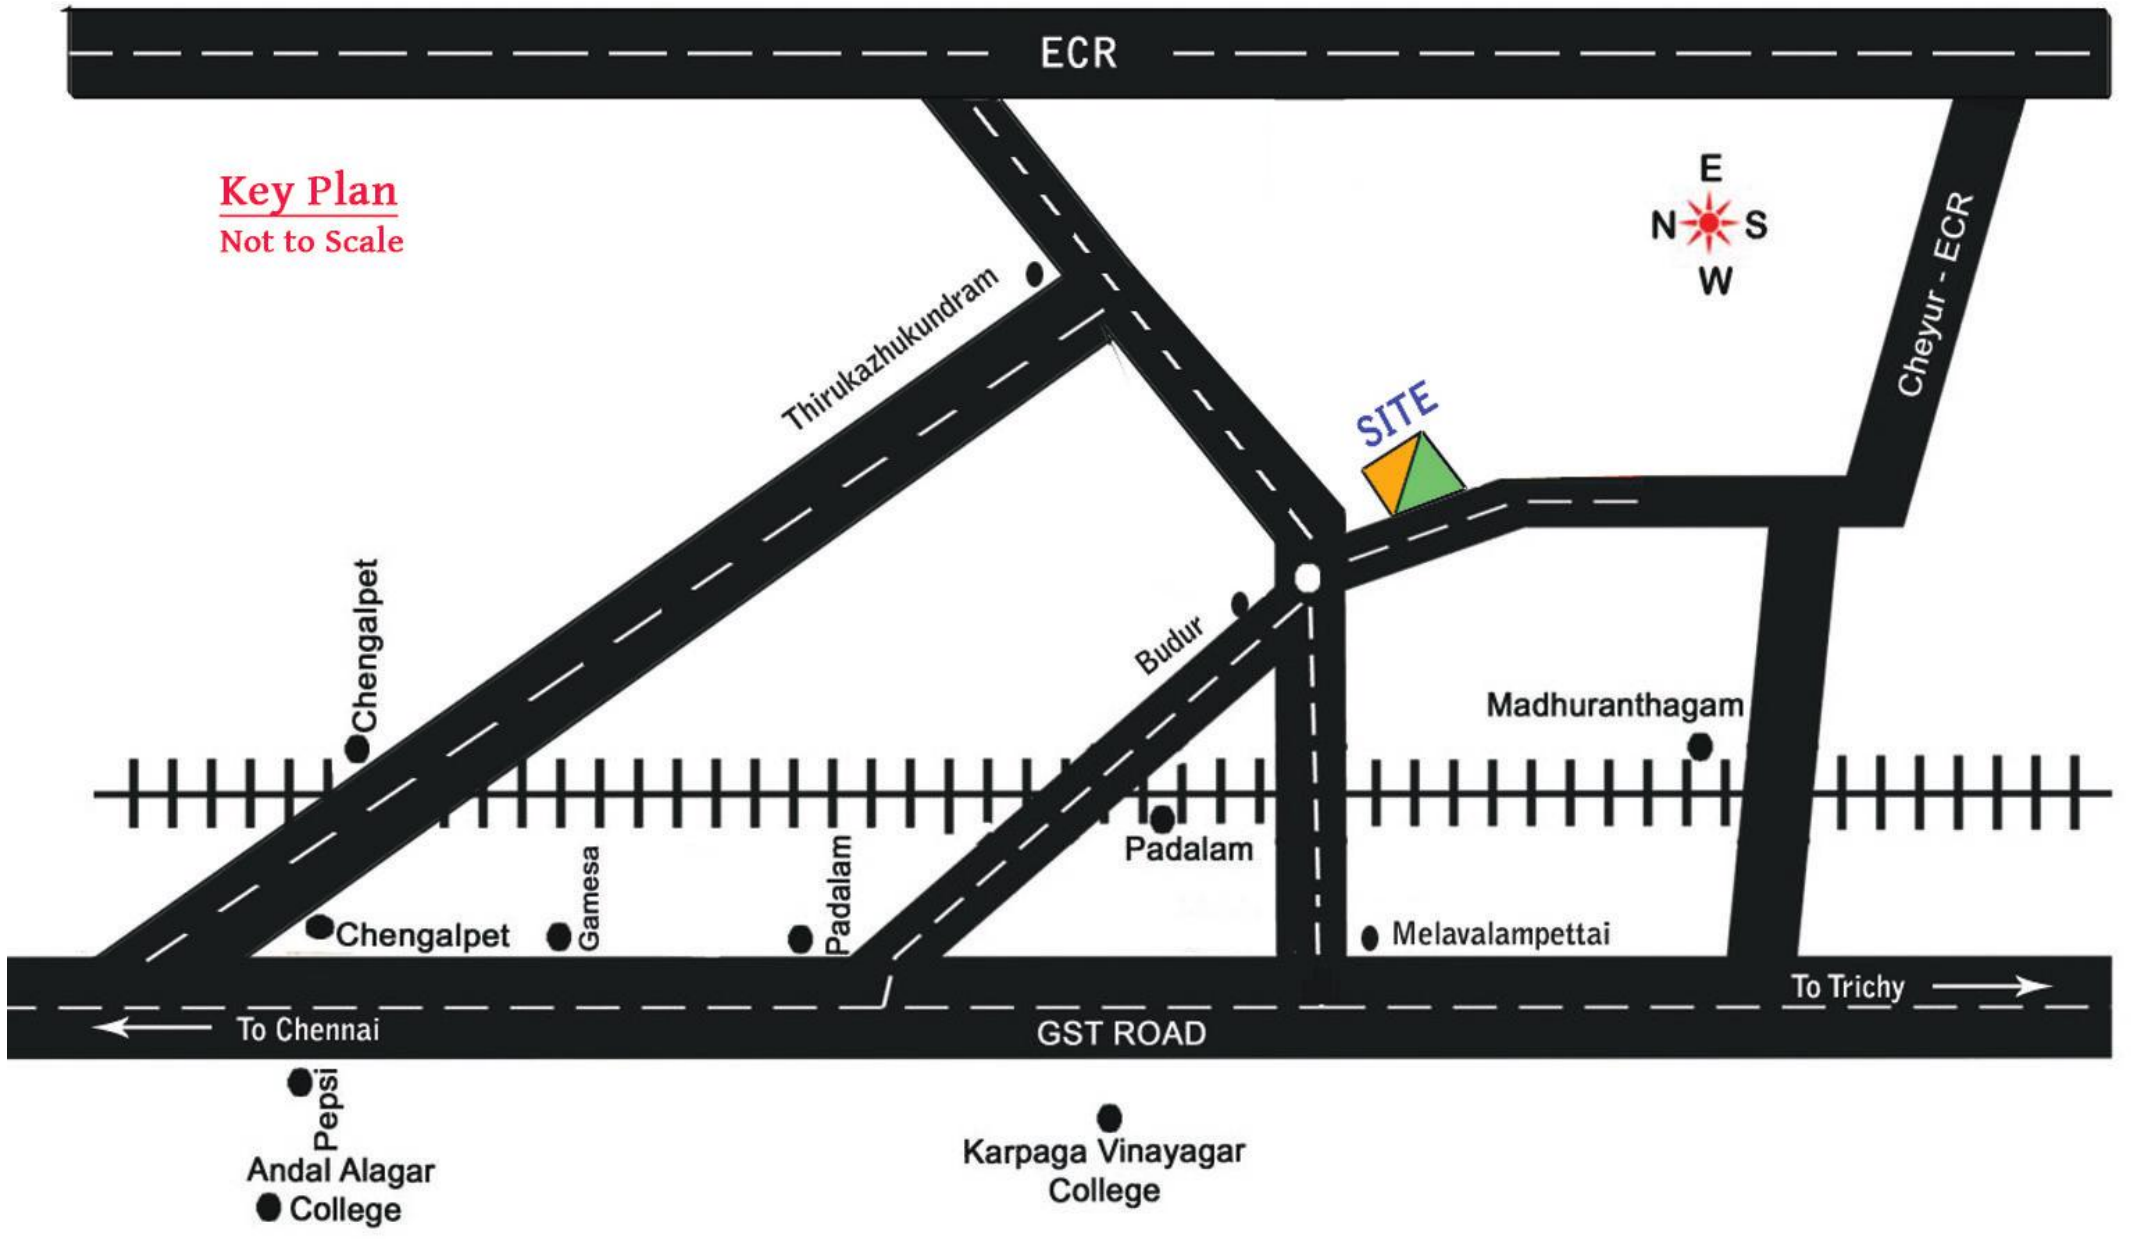 ECR
Key Plan
Not to Scale
E
N S
W
Cheyur - ECR
Thirukazhukundram
SITE
Chengalpet
Budur
Madhuranthagam
Padalam
Gamesa
Padalam
Chengalpet
Melavalampettai
To Trichy
To Chennai
GST ROAD
Pepsi
Andal Alagar
College
Karpaga Vinayagar
College